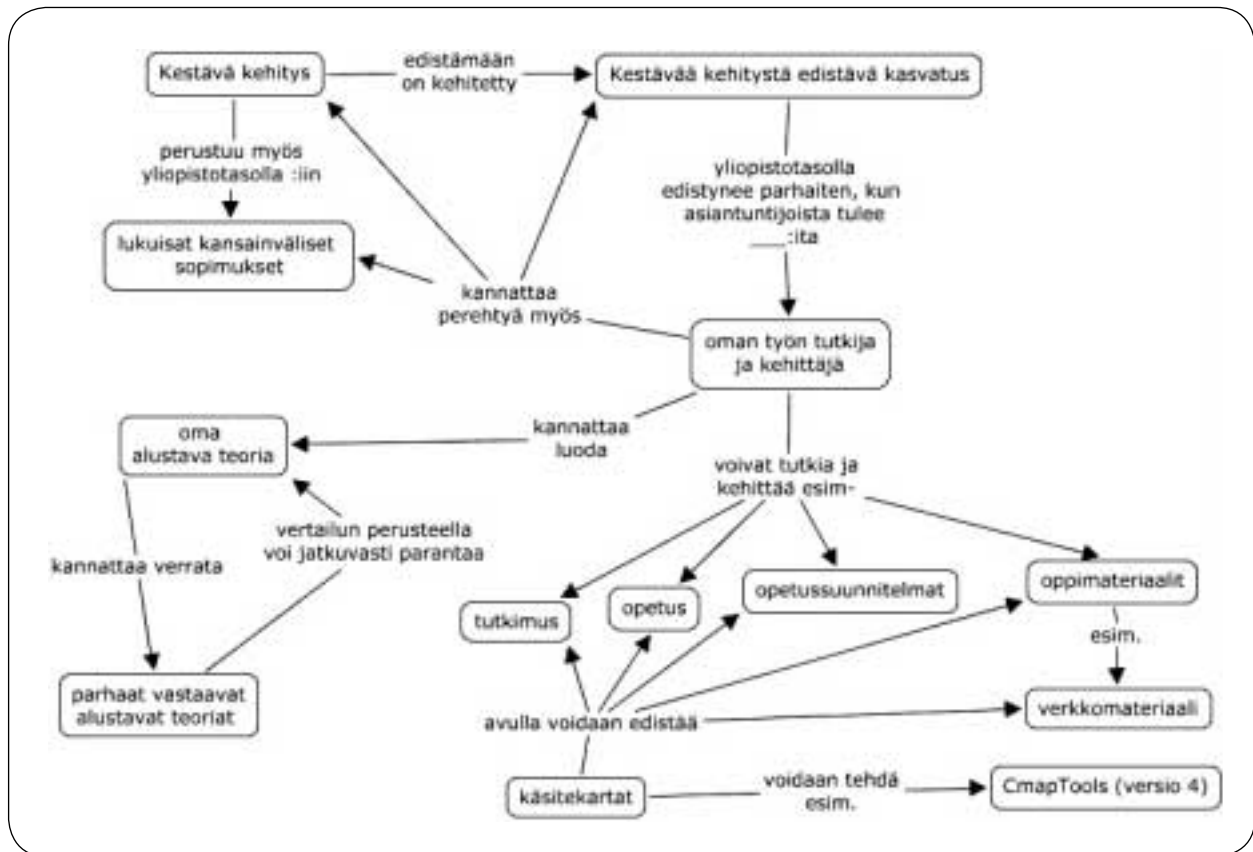 Kestävä kehitys
edistämään
on kehitetty
Kestävää kehitystä edistävä kasvatus
perustuu myös
yliopistotasolla :iin
yliopistotasolla
edistynee parhaiten, kun
asiantuntijoista tulee
___:ita
lukuisat kansainväliset
sopimukset
kannattaa
perehtyä myös
oman työn tutkija
ja kehittäjä
oma
alustava teoria
kannattaa
luoda
voivat tutkia ja
kehittää esim-
vertailun perusteella
voi jatkuvasti parantaa
kannattaa verrata
tutkimus
opetus
opetussuunnitelmat
oppimateriaalit
esim.
parhaat vastaavat
alustavat teoriat
avulla voidaan edistää
verkkomateriaali
käsitekartat
voidaan tehdä
esim.
CmapTools (versio 4)